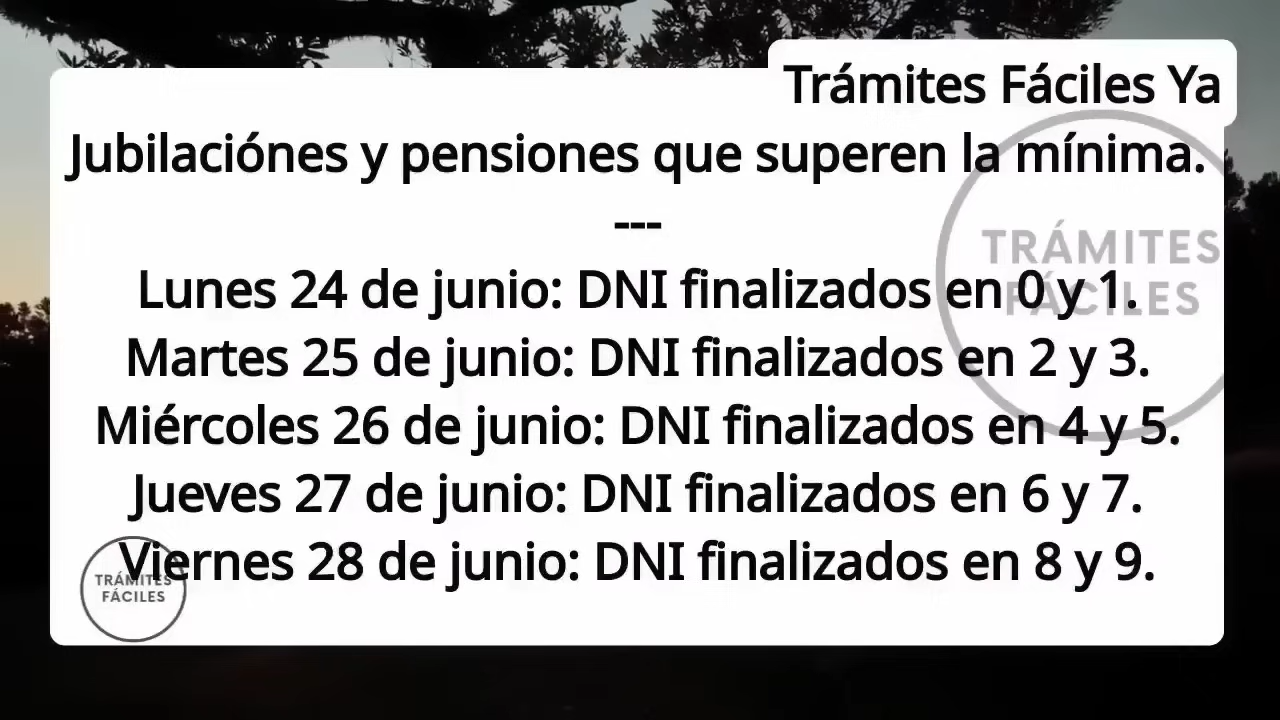 Trámites Fáciles Ya
Jubilaciónes y pensiones que superen la mínima.
---
Lunes 24 de junio: DNI finalizados en 0 y 1.
Martes 25 de junio: DNI finalizados en 2 y 3.
Miércoles 26 de junio: DNI finalizados en 4 y 5.
Jueves 27 de junio: DNI finalizados en 6 y 7.
Viernes 28 de junio: DNI finalizados en 8 y 9.
TRÁMITES
FÁCILES
TRÁMITES
FÁCILES